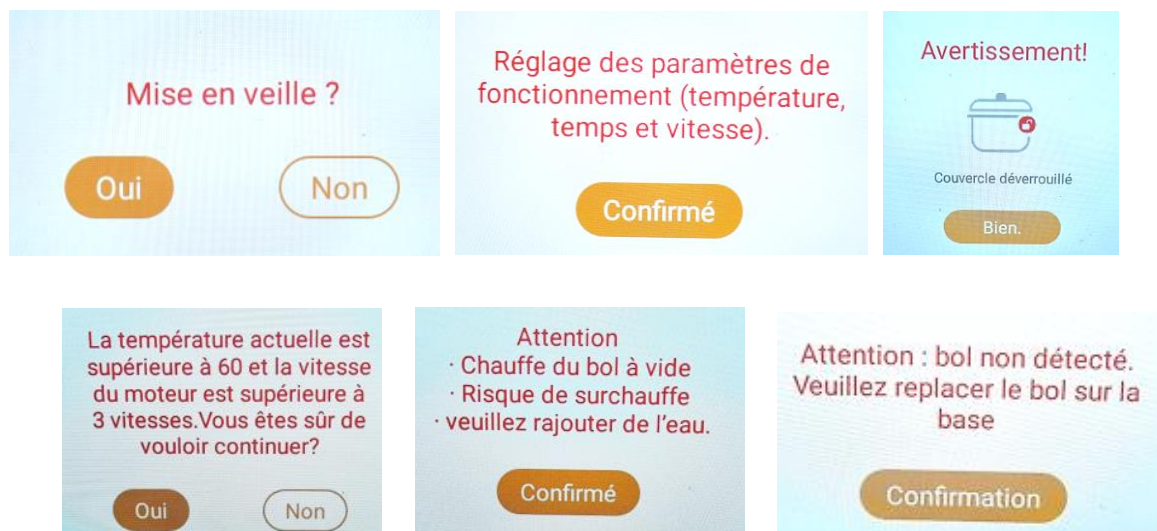 Mise en veille ?
Oui
Non
Réglage des paramètres de
fonctionnement (température,
temps et vitesse).
Confirmé
Avertissement!
Couvercle déverrouillé
Bien.
La température actuelle est
supérieure à 60 et la vitesse
du moteur est supérieure à
3 vitesses.Vous êtes sûr de
vouloir continuer?
Oui
Non
Attention
· Chauffe du bol à vide
· Risque de surchauffe
· veuillez rajouter de l'eau.
Confirmé
Attention : bol non détecté.
Veuillez replacer le bol sur la
base
Confirmation